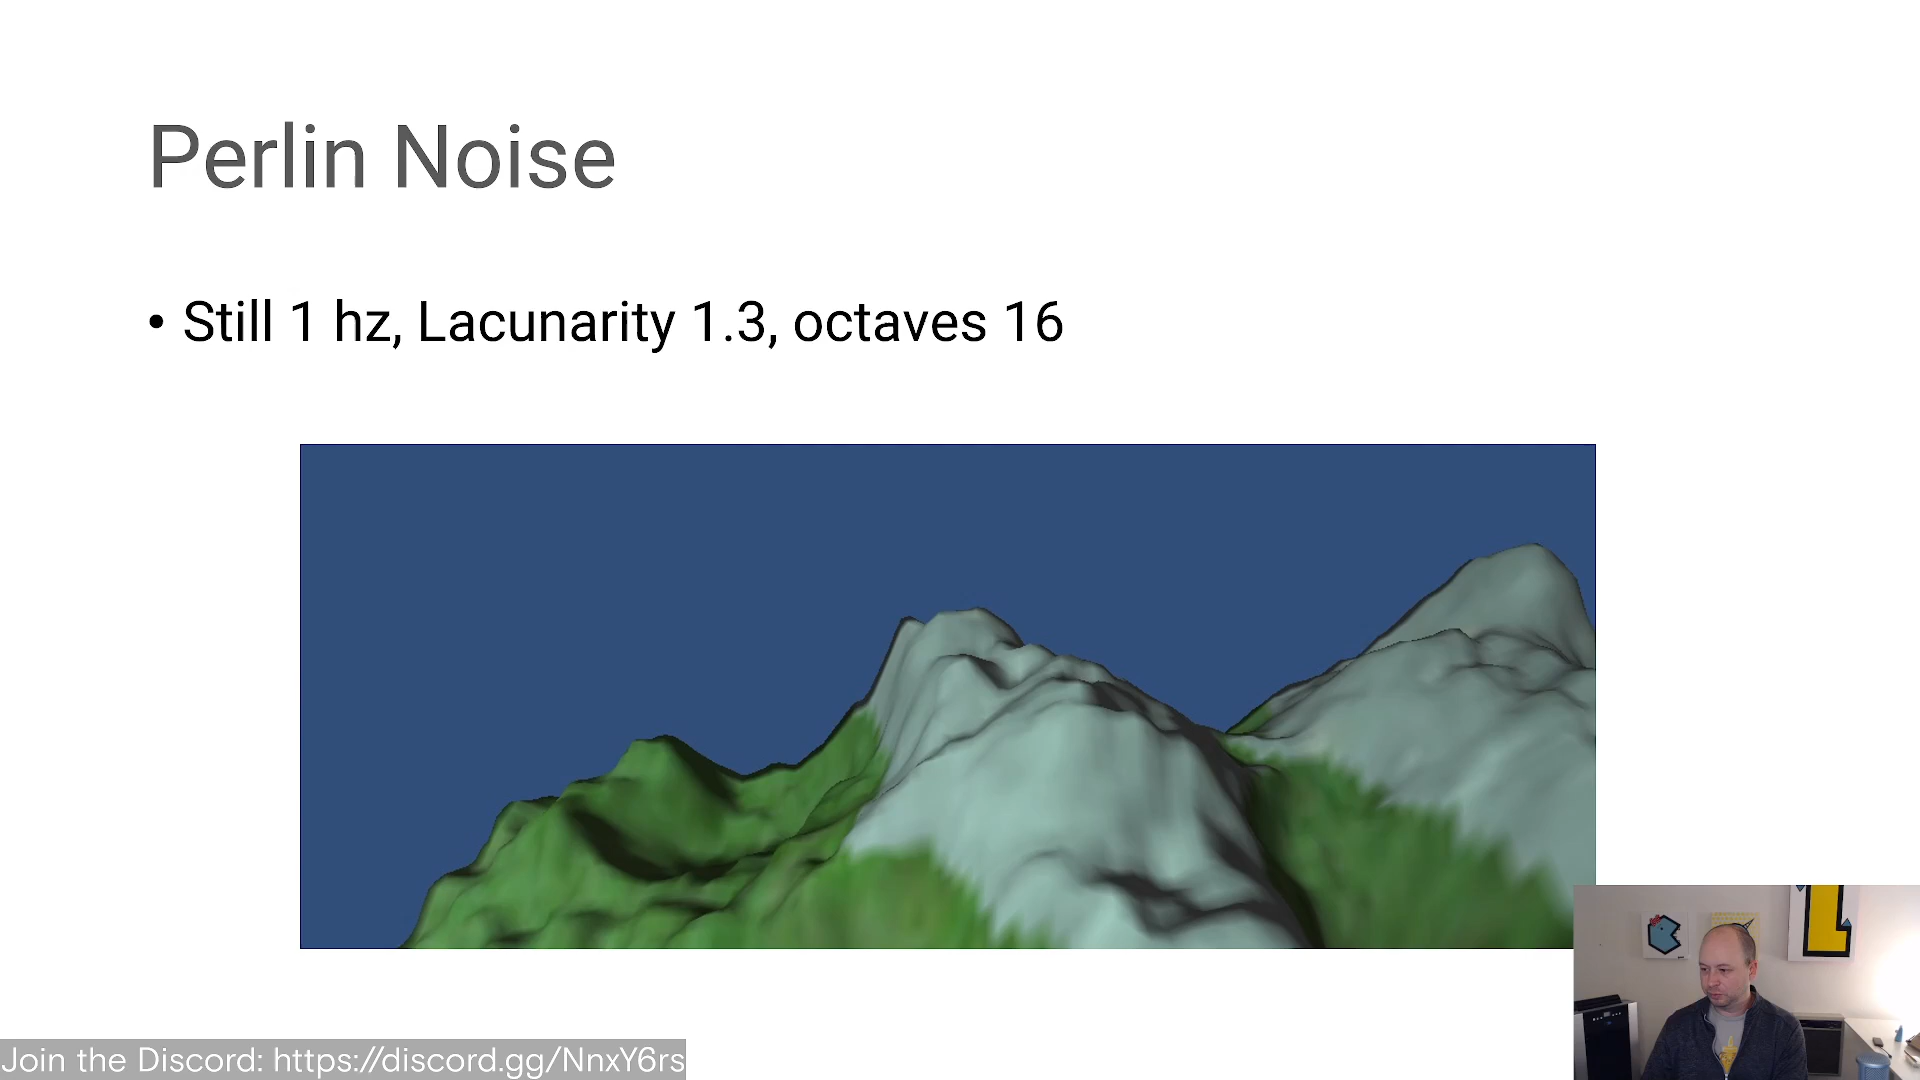 Perlin Noise
• Still 1 hz, Lacunarity 1.3, octaves 16
Join the Discord: https://discord.gg/NnxY6rs